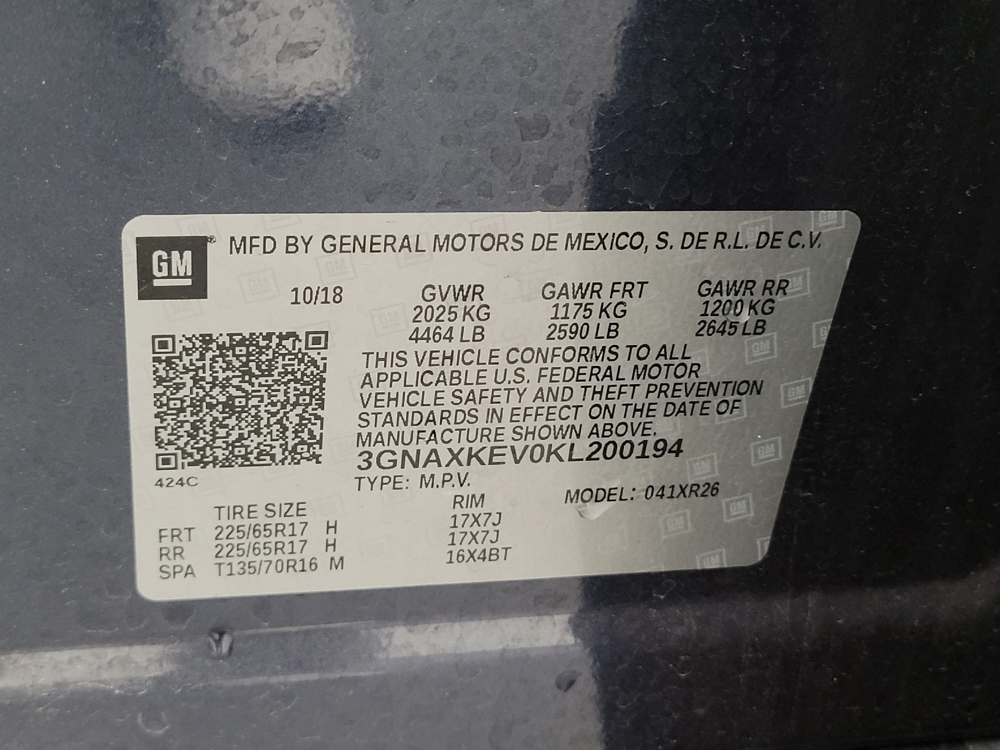 GM
MFD BY GENERAL MOTORS DE MEXICO, S. DE R.L. DE C.V.
10/18 GVWR GAWR FRT GAWR RR
2025 KG 1175 KG 1200 KG
4464 LB 2590 LB 2645 LB
THIS VEHICLE CONFORMS TO ALL
APPLICABLE U.S. FEDERAL MOTOR
VEHICLE SAFETY AND THEFT PREVENTION
STANDARDS IN EFFECT ON THE DATE OF
MANUFACTURE SHOWN ABOVE.
3GNAXKEV0KL200194
424C
TYPE: M.P.V. MODEL: 041XR26
TIRE SIZE RIM
FRT 225/65R17 H 17X7J
RR 225/65R17 H 17X7J
SPA T135/70R16 M 16X4BT